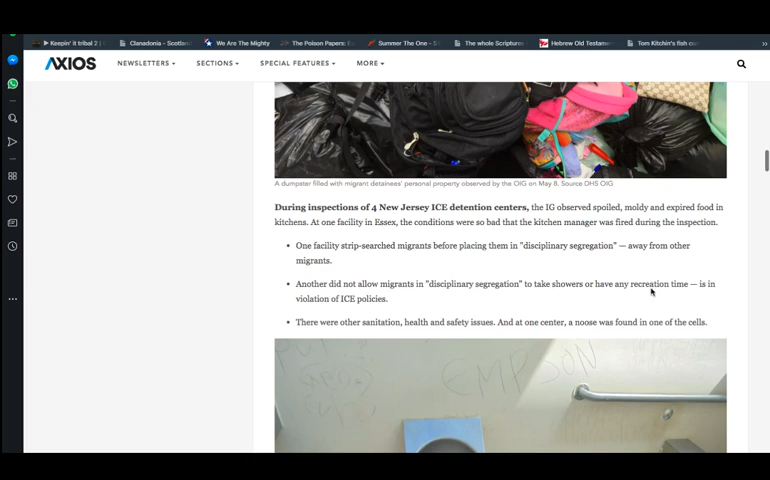 ▶ Keepin' it tribal 2 |
Clanadonia - Scotlan
We Are The Mighty
The Poison Papers: E
Summer The One - S
The whole Scriptures
Hebrew Old Testame
Tom Kitchin's fish co
»
AXIOS
NEWSLETTERS
SECTIONS
SPECIAL FEATURES
MORE
A dumpster filled with migrant detainees' personal property observed by the OIG on May 8. Source DHS OIG
During inspections of 4 New Jersey ICE detention centers, the IG observed spoiled, moldy and expired food in
kitchens. At one facility in Essex, the conditions were so bad that the kitchen manager was fired during the inspection.
• One facility strip-searched migrants before placing them in "disciplinary segregation" — away from other
migrants.
• Another did not allow migrants in "disciplinary segregation" to take showers or have any recreation time — is in
violation of ICE policies.
• There were other sanitation, health and safety issues. And at one center, a noose was found in one of the cells.
EMPSON